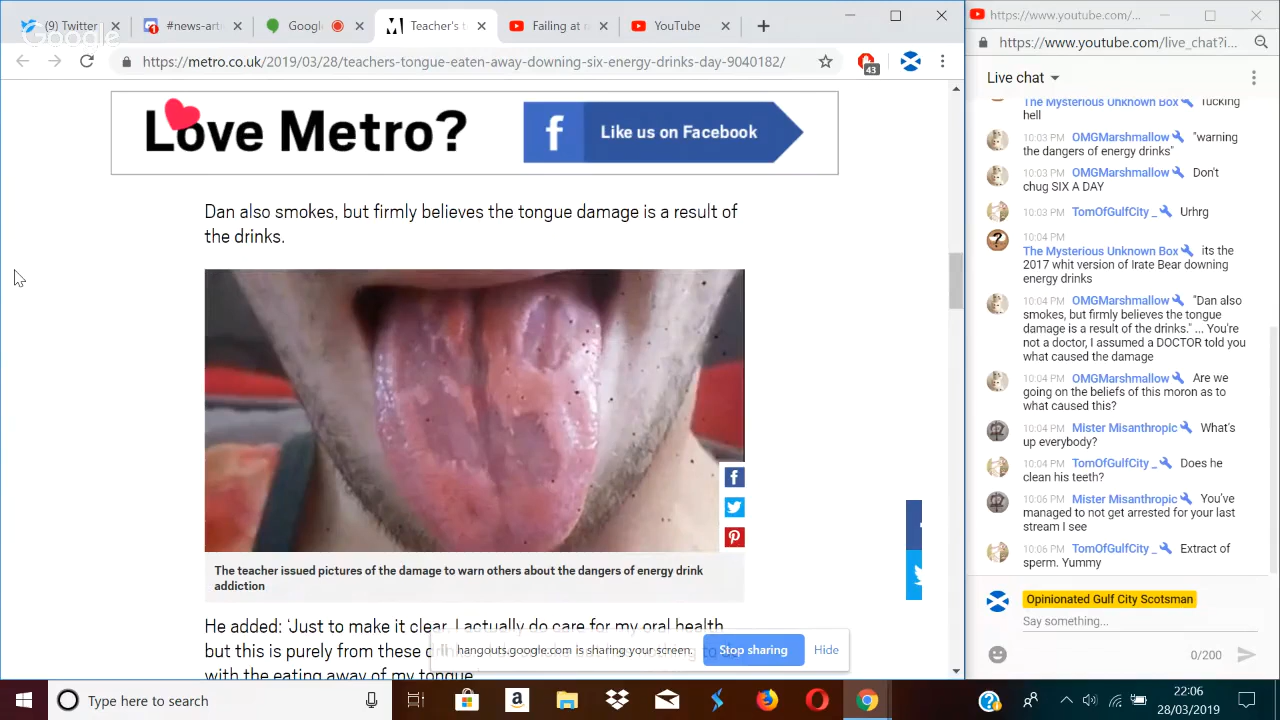 (9) Twitter
#news-arti
Google
Teacher's t
Failing at r
YouTube
Google
https://metro.co.uk/2019/03/28/teachers-tongue-eaten-away-downing-six-energy-drinks-day-9040182/
43
Love Metro?
f Like us on Facebook
Dan also smokes, but firmly believes the tongue damage is a result of
the drinks.
The teacher issued pictures of the damage to warn others about the dangers of energy drink
addiction
He added: 'Just to make it clear, I actually do care for my oral health
but this is purely from these
with the eating away of my tongue
hangouts.google.com is sharing your screen.
Stop sharing
Hide
https://www.youtube.com/...
https://www.youtube.com/live_chat?i...
Live chat
The Mysterious Unknown Box fucking
hell
10:03 PM OMGMarshmallow "warning
the dangers of energy drinks"
10:03 PM OMGMarshmallow Don't
chug SIX A DAY
10:03 PM TomOfGulfCity _ Urhrg
10:04 PM
The Mysterious Unknown Box its the
2017 whit version of Irate Bear downing
energy drinks
10:04 PM OMGMarshmallow "Dan also
smokes, but firmly believes the tongue
damage is a result of the drinks." ... You're
not a doctor, I assumed a DOCTOR told you
what caused the damage
10:04 PM OMGMarshmallow Are we
going on the beliefs of this moron as to
what caused this?
10:04 PM Mister Misanthropic What's
up everybody?
10:04 PM TomOfGulfCity _ Does he
clean his teeth?
10:06 PM Mister Misanthropic You've
managed to not get arrested for your last
stream I see
10:06 PM TomOfGulfCity _ Extract of
sperm. Yummy
Opinionated Gulf City Scotsman
Say something...
0/200
Type here to search
22:06
28/03/2019